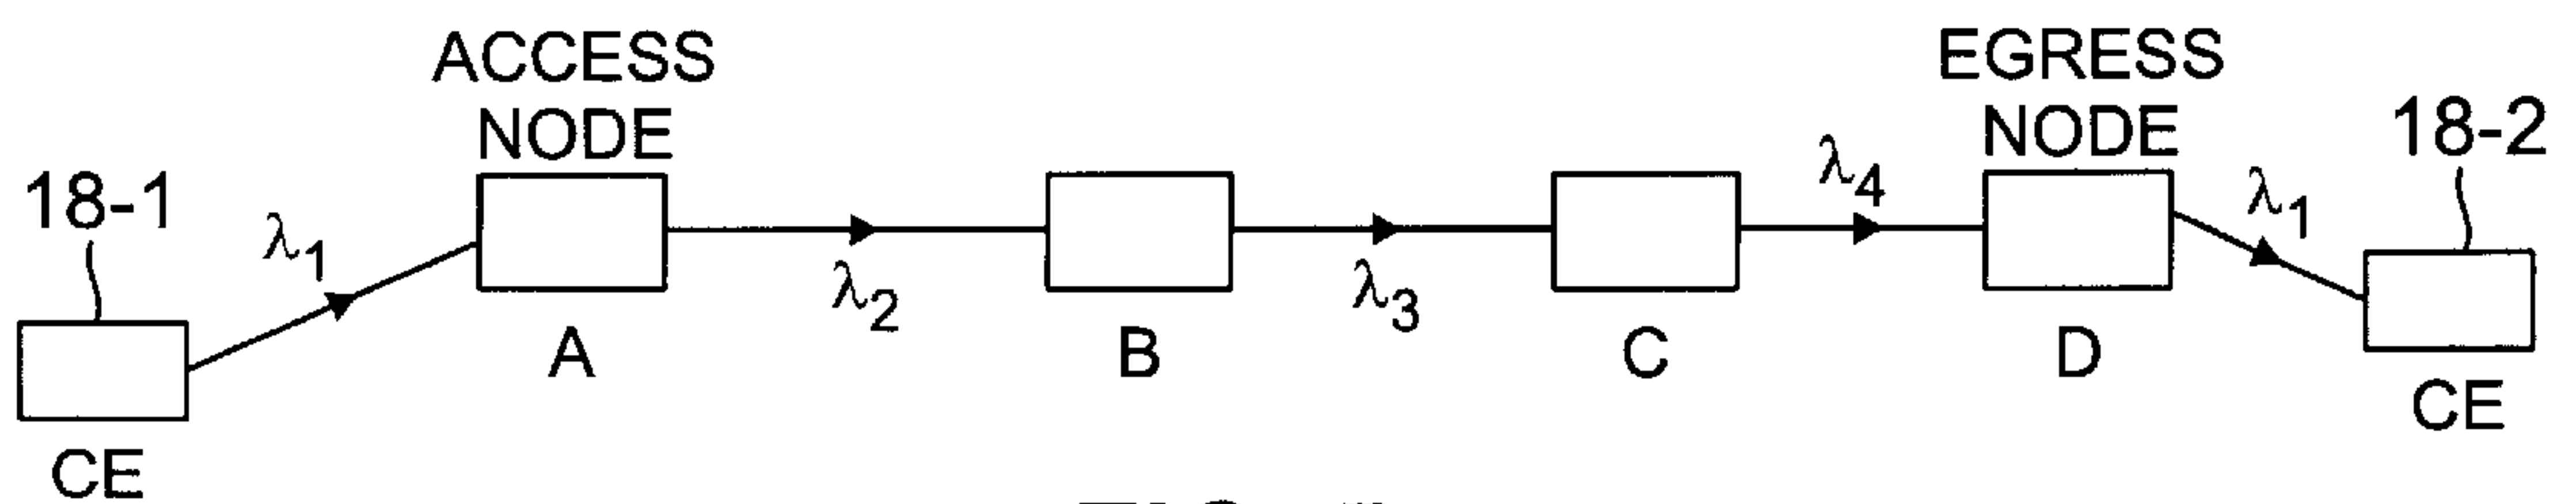 ACCESS
NODE
EGRESS
NODE
18-1
18-2
λ1
λ2
λ3
λ4
λ1
A
B
C
D
CE
CE